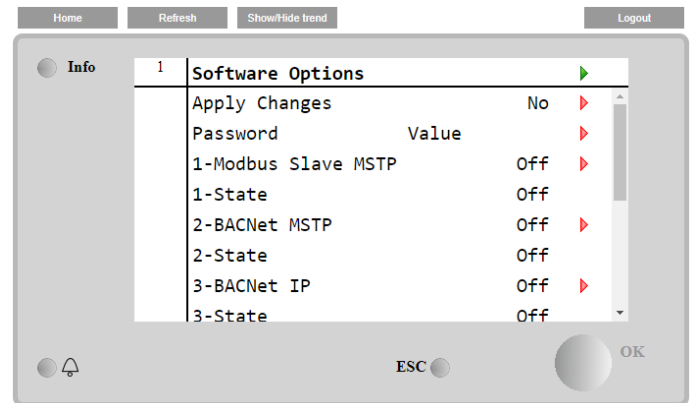 Home Refresh Show/Hide trend Logout
Info
1 Software Options
Apply Changes No
Password Value
1-Modbus Slave MSTP Off
1-State Off
2-BACNet MSTP Off
2-State Off
3-BACNet IP Off
3-State Off
ESC OK